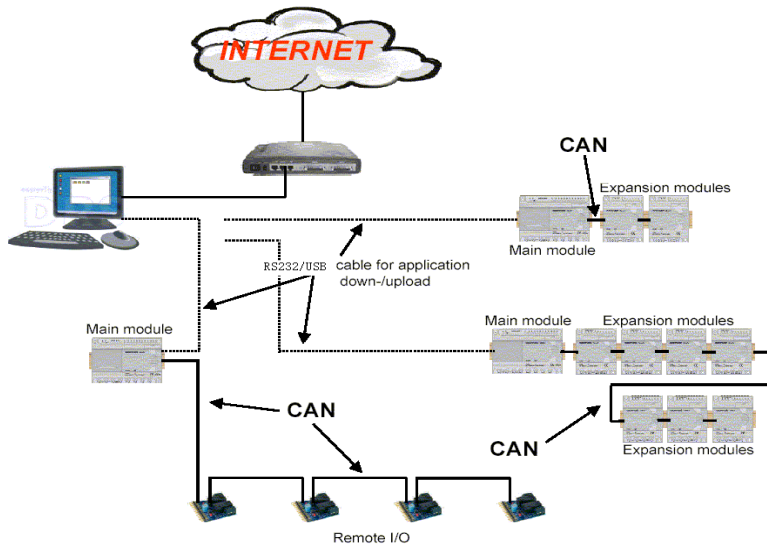 INTERNET
CAN
Expansion modules
Main module
RS232/USB cable for application
down-/upload
Main module
Main module
Expansion modules
CAN
CAN
Expansion modules
Remote I/O